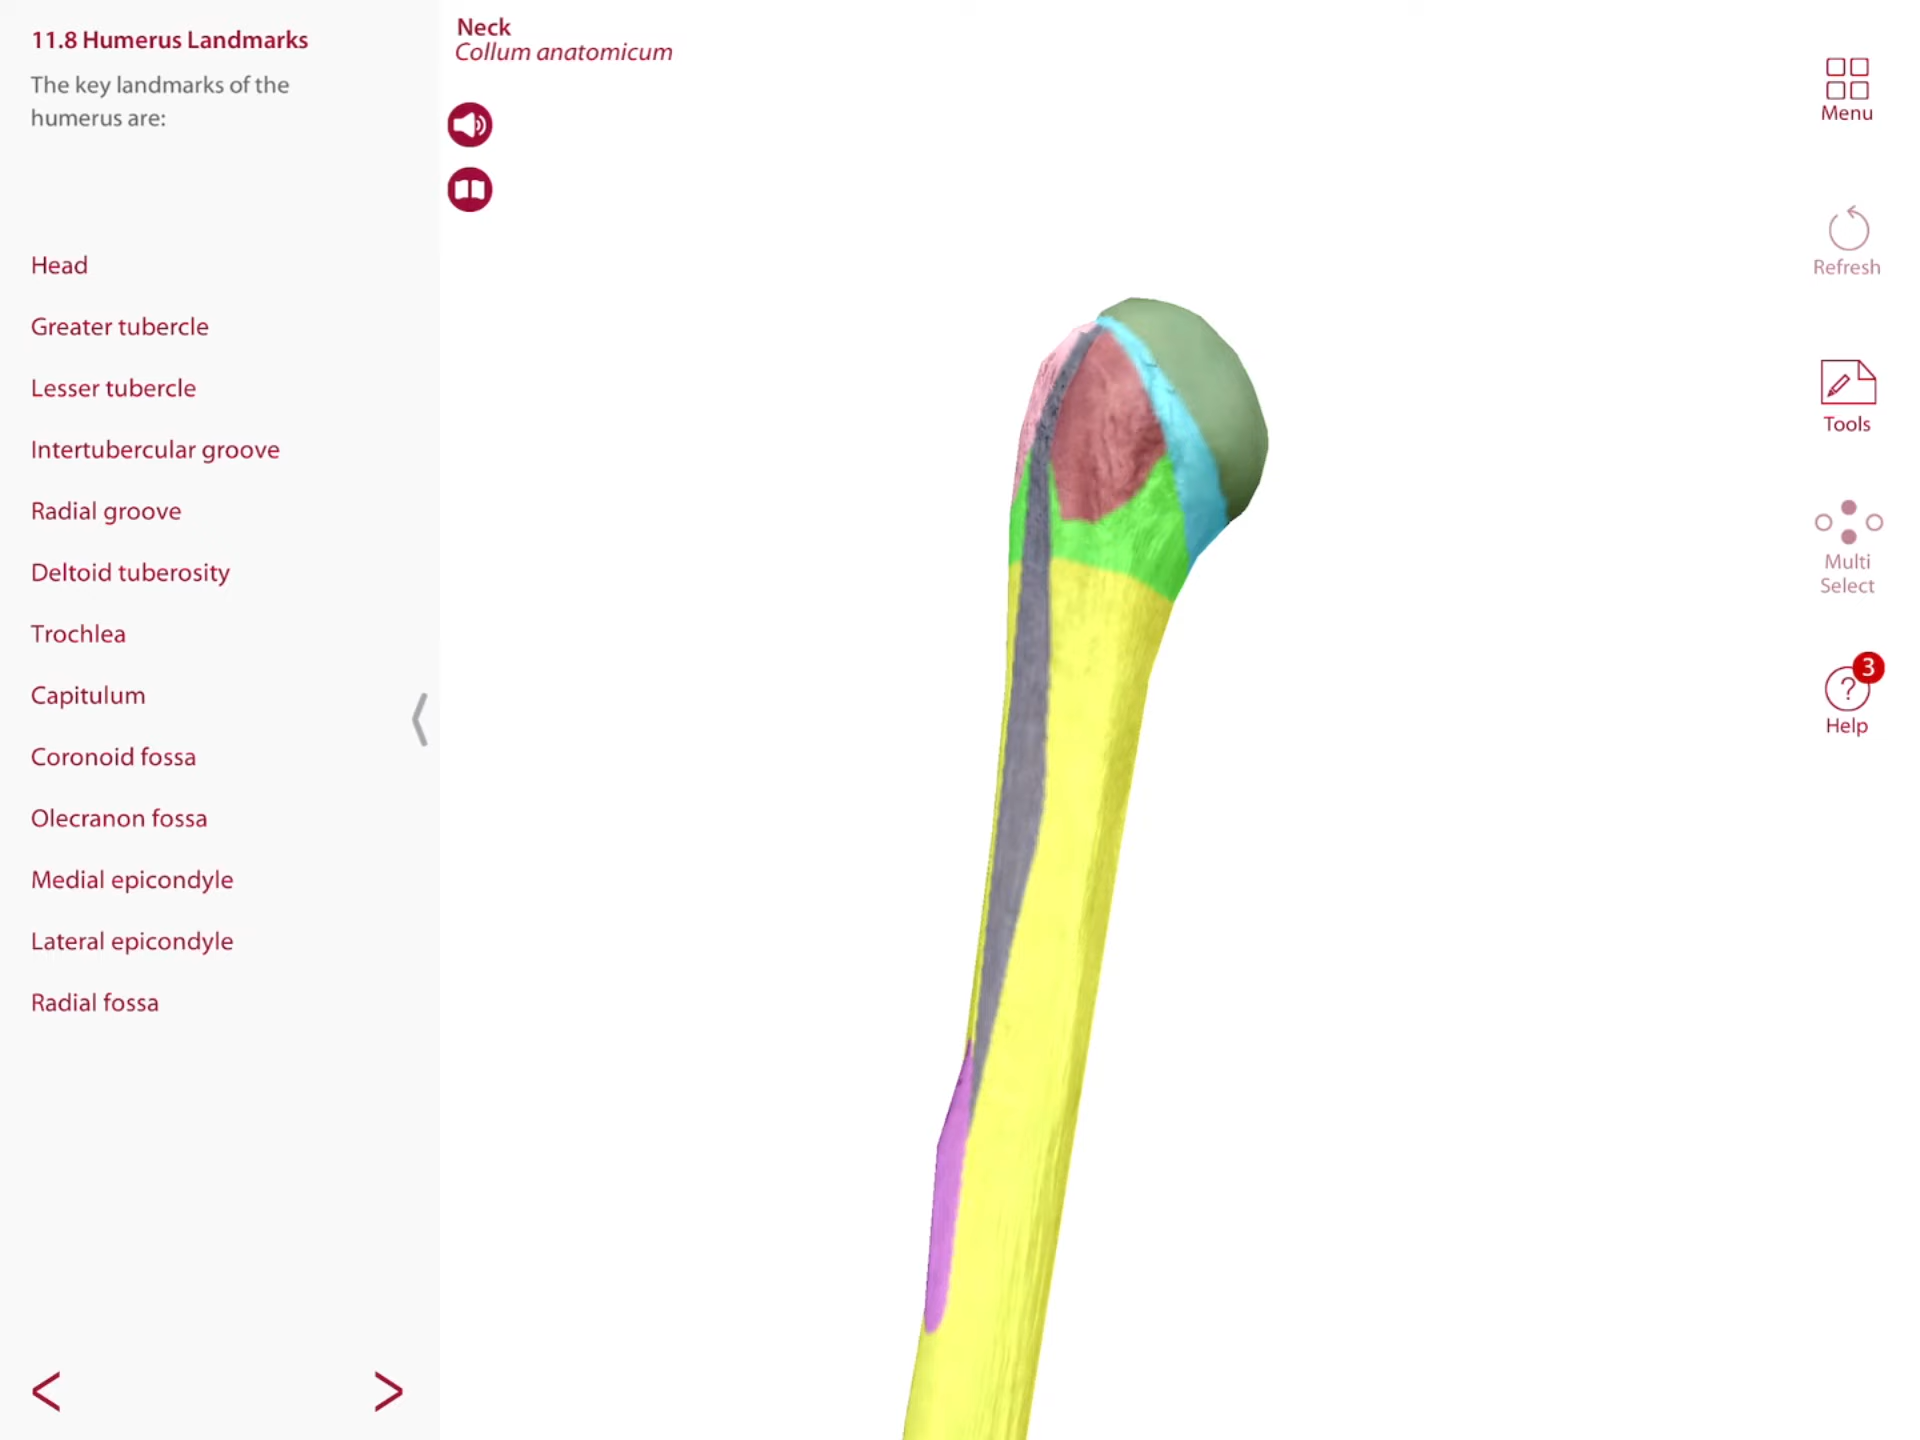 11.8 Humerus Landmarks
The key landmarks of the
humerus are:
Head
Greater tubercle
Lesser tubercle
Intertubercular groove
Radial groove
Deltoid tuberosity
Trochlea
Capitulum
Coronoid fossa
Olecranon fossa
Medial epicondyle
Lateral epicondyle
Radial fossa
Neck
Collum anatomicum
Menu
Refresh
Tools
Multi
Select
3
?
Help